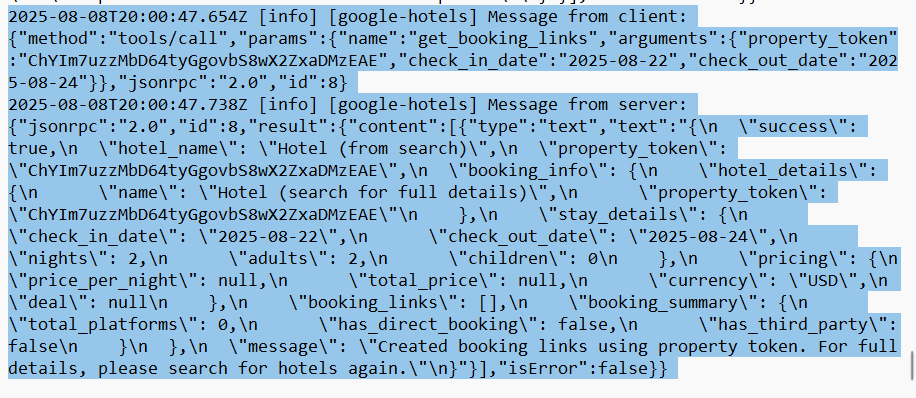 2025-08-08T20:00:47.654Z [info] [google-hotels] Message from client:
{"method":"tools/call","params":{"name":"get_booking_links","arguments":{"property_token"
:"ChYIm7uzzMbD64tyGgovbS8wX2ZxaDMzEAE","check_in_date":"2025-08-22","check_out_date":"202
5-08-24"}},"jsonrpc":"2.0","id":8}
2025-08-08T20:00:47.738Z [info] [google-hotels] Message from server:
{"jsonrpc":"2.0","id":8,"result":{"content":[{"type":"text","text":"{\n  \"success\":
true,\n  \"hotel_name\": \"Hotel (from search)\",\n  \"property_token\":
\"ChYIm7uzzMbD64tyGgovbS8wX2ZxaDMzEAE\",\n  \"booking_info\": {\n    \"hotel_details\":
{\n      \"name\": \"Hotel (search for full details)\",\n      \"property_token\":
\"ChYIm7uzzMbD64tyGgovbS8wX2ZxaDMzEAE\"\n    },\n    \"stay_details\": {\n
\"check_in_date\": \"2025-08-22\",\n      \"check_out_date\": \"2025-08-24\",\n
\"nights\": 2,\n      \"adults\": 2,\n      \"children\": 0\n    },\n    \"pricing\": {\n
\"price_per_night\": null,\n      \"total_price\": null,\n      \"currency\": \"USD\",\n
\"deal\": null\n    },\n    \"booking_links\": [],\n    \"booking_summary\": {\n
\"total_platforms\": 0,\n      \"has_direct_booking\": false,\n      \"has_third_party\":
false\n    }\n  },\n  \"message\": \"Created booking links using property token. For full
details, please search for hotels again.\"\n}"}],"isError":false}}